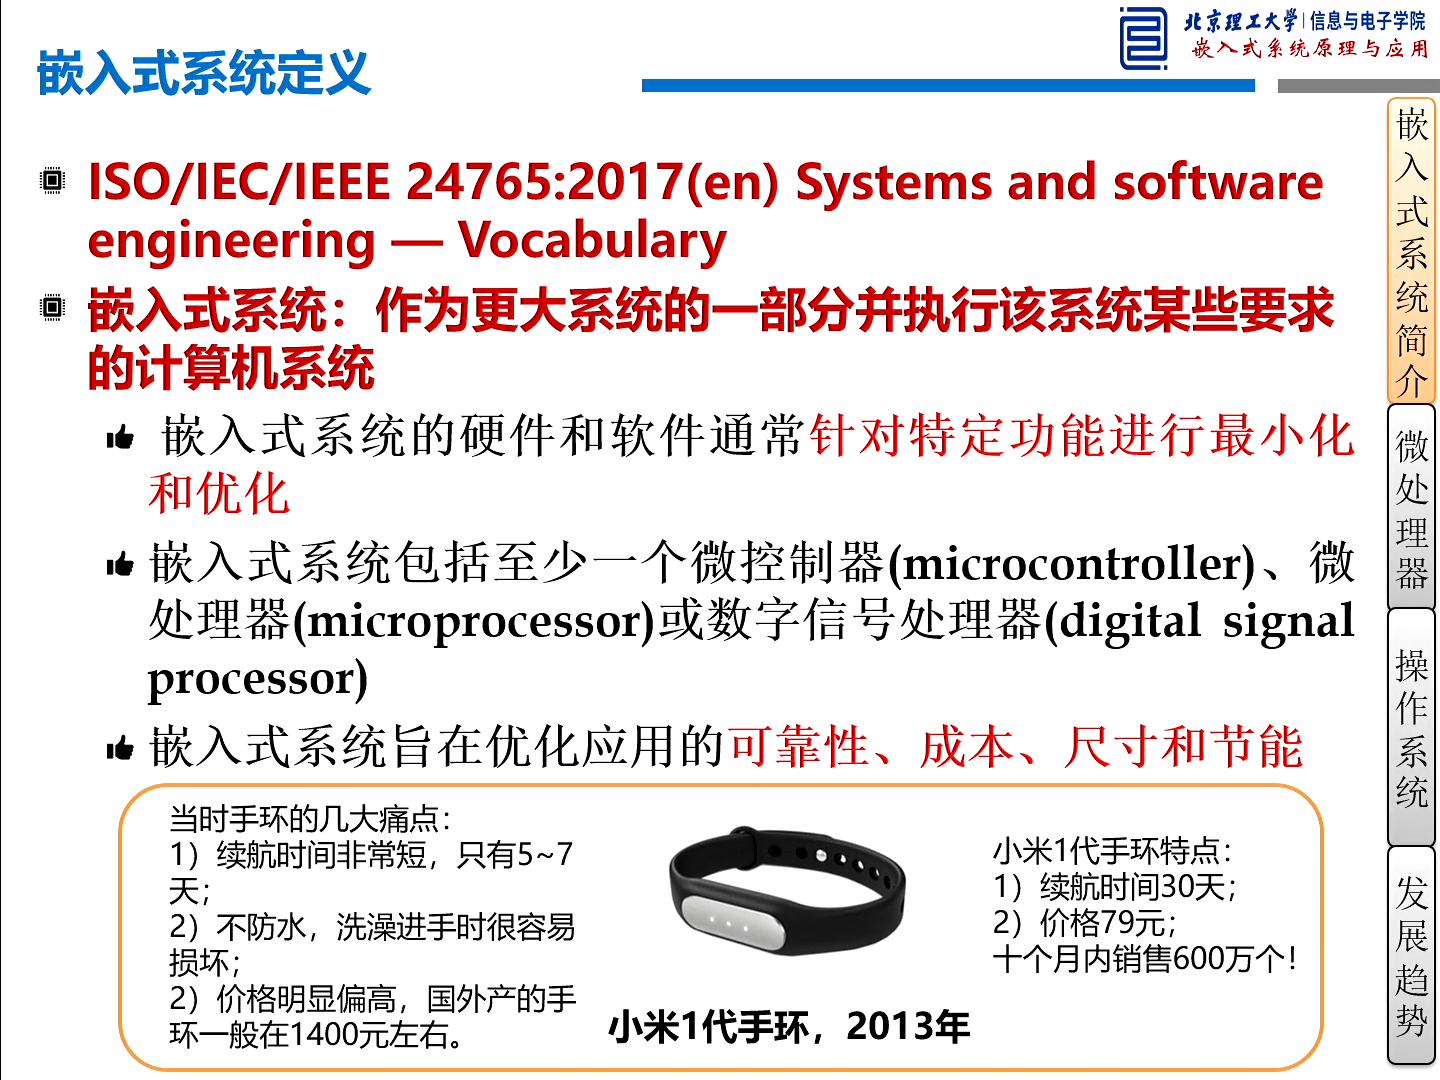 北京理工大学 信息与电子学院
嵌入式系统原理与应用
嵌入式系统定义
ISO/IEC/IEEE 24765:2017(en) Systems and software
engineering — Vocabulary
嵌入式系统：作为更大系统的一部分并执行该系统某些要求
的计算机系统
嵌入式系统的硬件和软件通常针对特定功能进行最小化
和优化
嵌入式系统包括至少一个微控制器(microcontroller)、微
处理器(microprocessor)或数字信号处理器(digital signal
processor)
嵌入式系统旨在优化应用的可靠性、成本、尺寸和节能
当时手环的几大痛点：
1）续航时间非常短，只有5~7
天；
2）不防水，洗澡进手时很容易
损坏；
2）价格明显偏高，国外产的手
环一般在1400元左右。
小米1代手环，2013年
小米1代手环特点：
1）续航时间30天；
2）价格79元；
十个月内销售600万个！
嵌入式系统简介
微处理器
操作系统
发展趋势